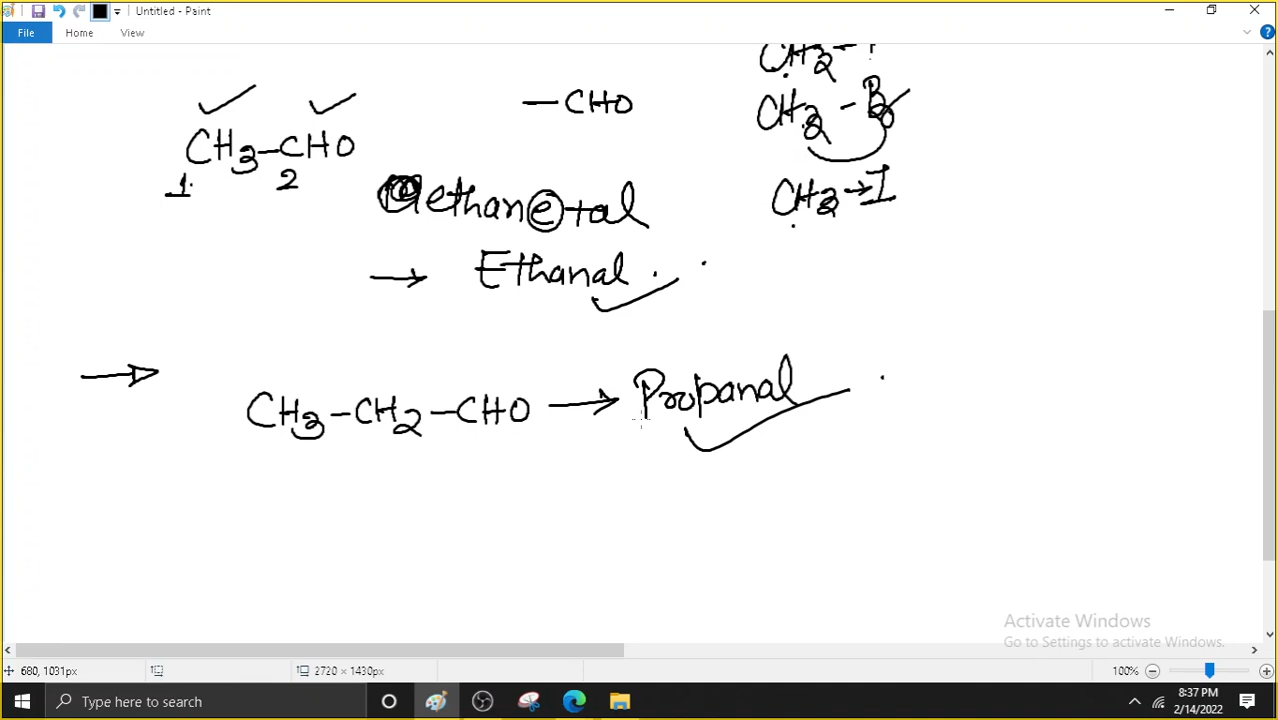 Untitled - Paint
File Home View
CH2 -
CH3 - CHO
1. 2
- CHO
CH2 - Br
ethan e + al
CH2 → I
→ Ethanal.
→ CH3 - CH2 - CHO → Propanal.
Activate Windows
Go to Settings to activate Windows.
680, 1031px
2720 × 1430px
100%
Type here to search
8:37 PM
2/14/2022